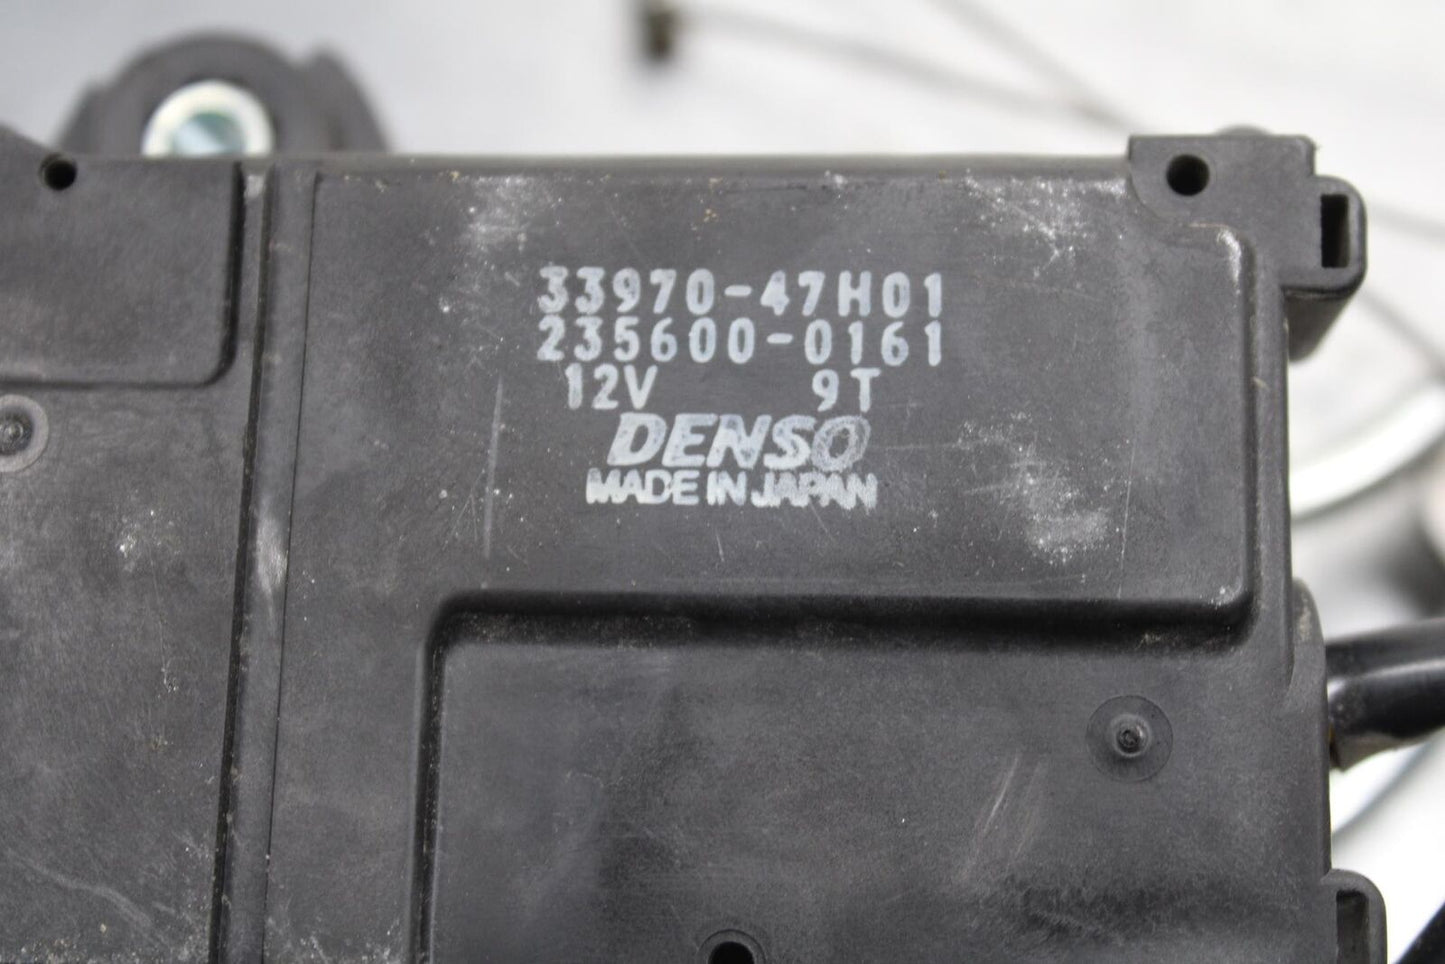 33970-47H01
235600-0161
12V 9T
DENSO
MADE IN JAPAN